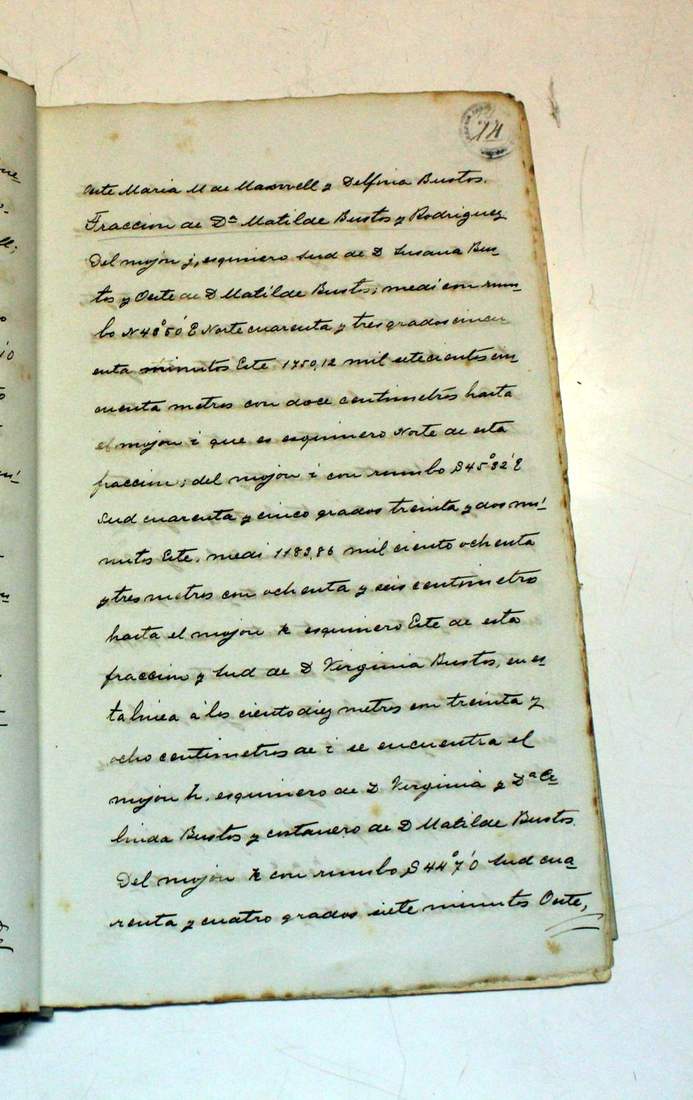 14
Oeste Maria M de Maxwell y Delfina Bustos.
Fraccion de Dª Matilde Bustos y Rodriguez
Del mojon j, esquinero Sud de D Susana Bus-
tos y Oeste de D Matilde Bustos; medi con rum-
bo N 43° 50' E Norte cuarenta y tres grados cincu
enta minutos Este 1750,12 mil setecientos cin
cuenta metros con doce centimetros hasta
el mojon i que es esquinero Norte de esta
fraccion; del mojon i con rumbo S 45° 32' E
Sud cuarenta y cinco grados treinta y dos mi-
nutos Este. medi 1183,86 mil ciento ochenta
y tres metros con ochenta y seis centimetro
hasta el mojon k esquinero Este de esta
fraccion y Sud de D Virginia Bustos, en es
ta linea á los ciento diez metros con treinta y
ocho centimetros de i se encuentra el
mojon h. esquinero de D Virginia y Dª Ce
linda Bustos y costanero de D Matilde Bustos.
Del mojon k con rumbo S 44° 7' O Sud cua
renta y cuatro grados siete minutos Oeste,